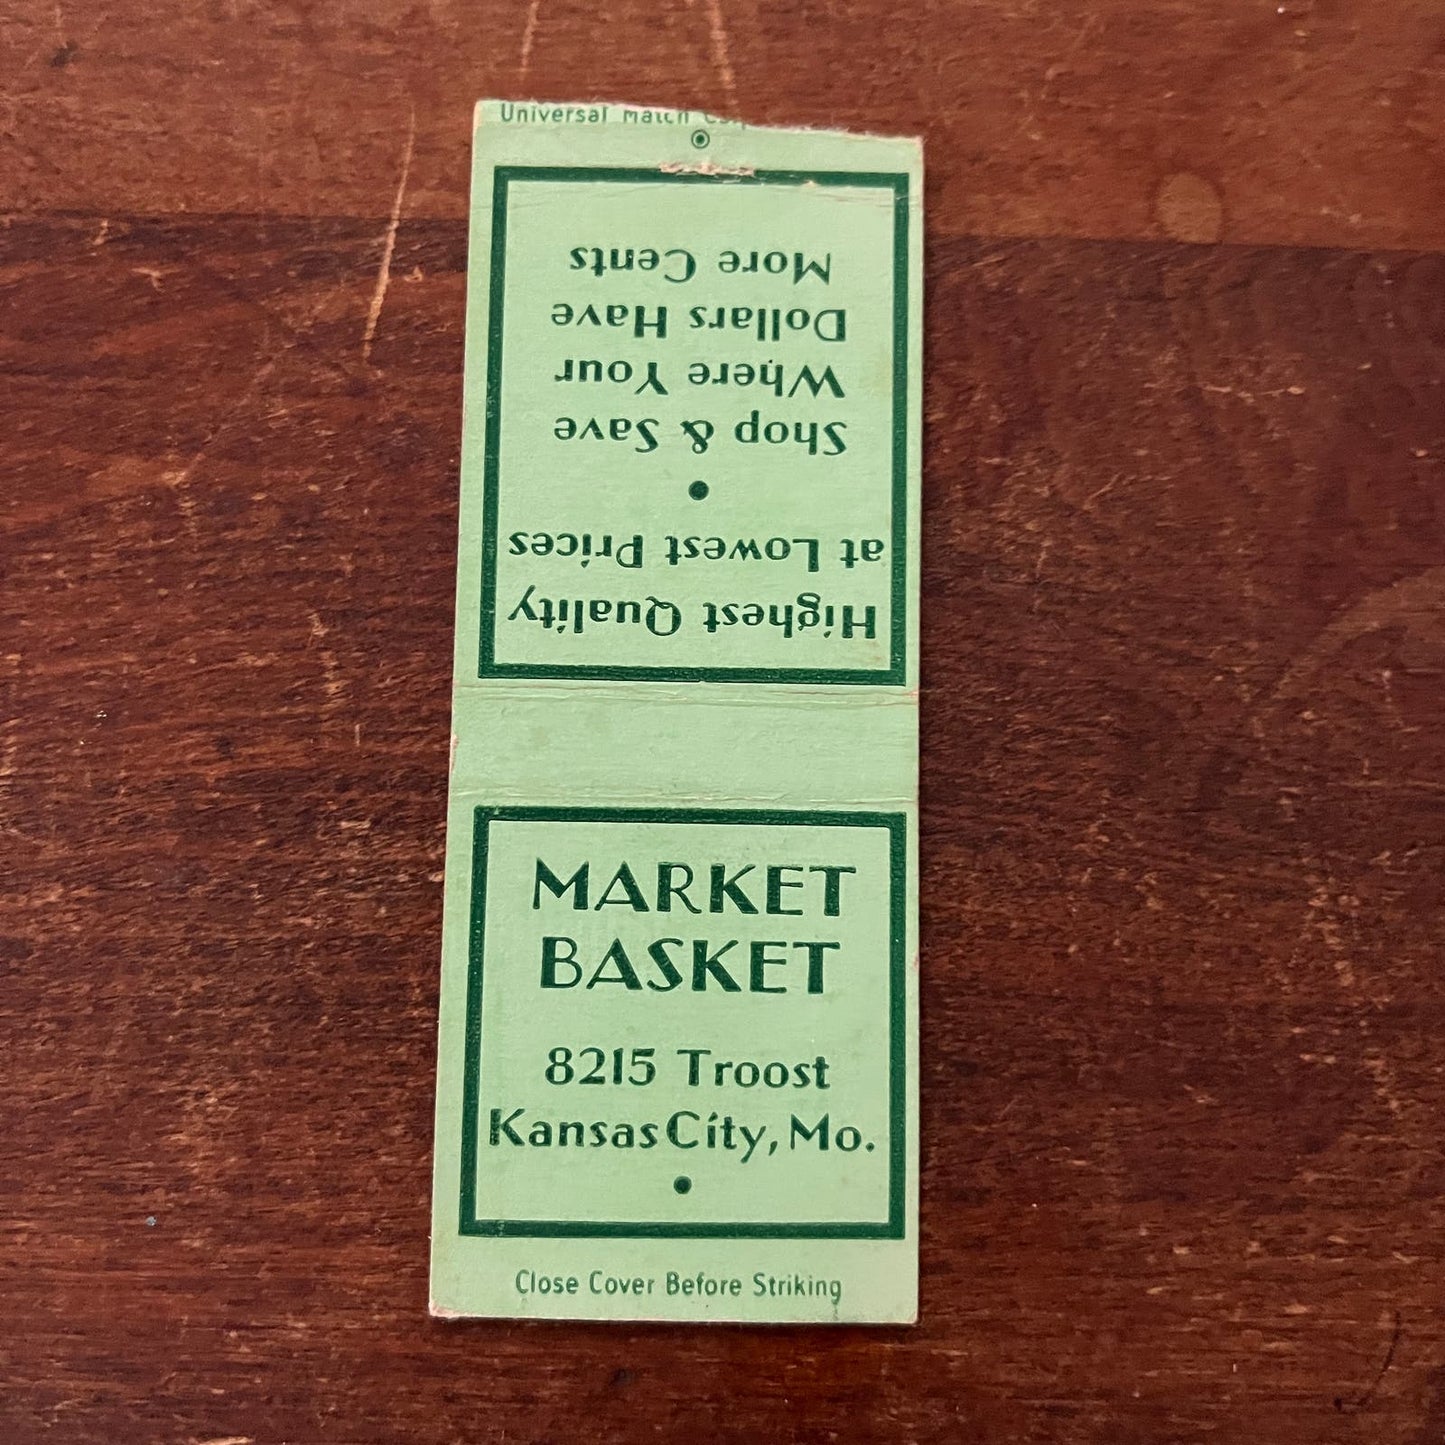 Universal Match Corp
Highest Quality
at Lowest Prices
•
Shop & Save
Where Your
Dollars Have
More Cents
MARKET
BASKET
8215 Troost
Kansas City, Mo.
•
Close Cover Before Striking